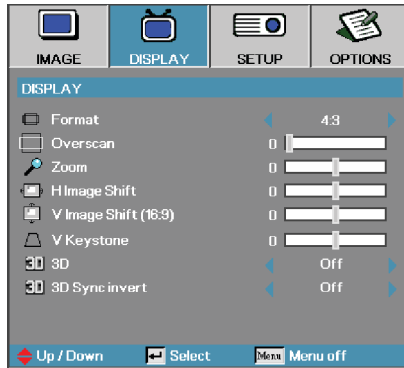 IMAGE DISPLAY SETUP OPTIONS
DISPLAY
Format 4:3
Overscan 0
Zoom 0
H Image Shift 0
V Image Shift (16:9) 0
V Keystone 0
3D 3D Off
3D 3D Sync invert Off
Up / Down Select Menu Menu off